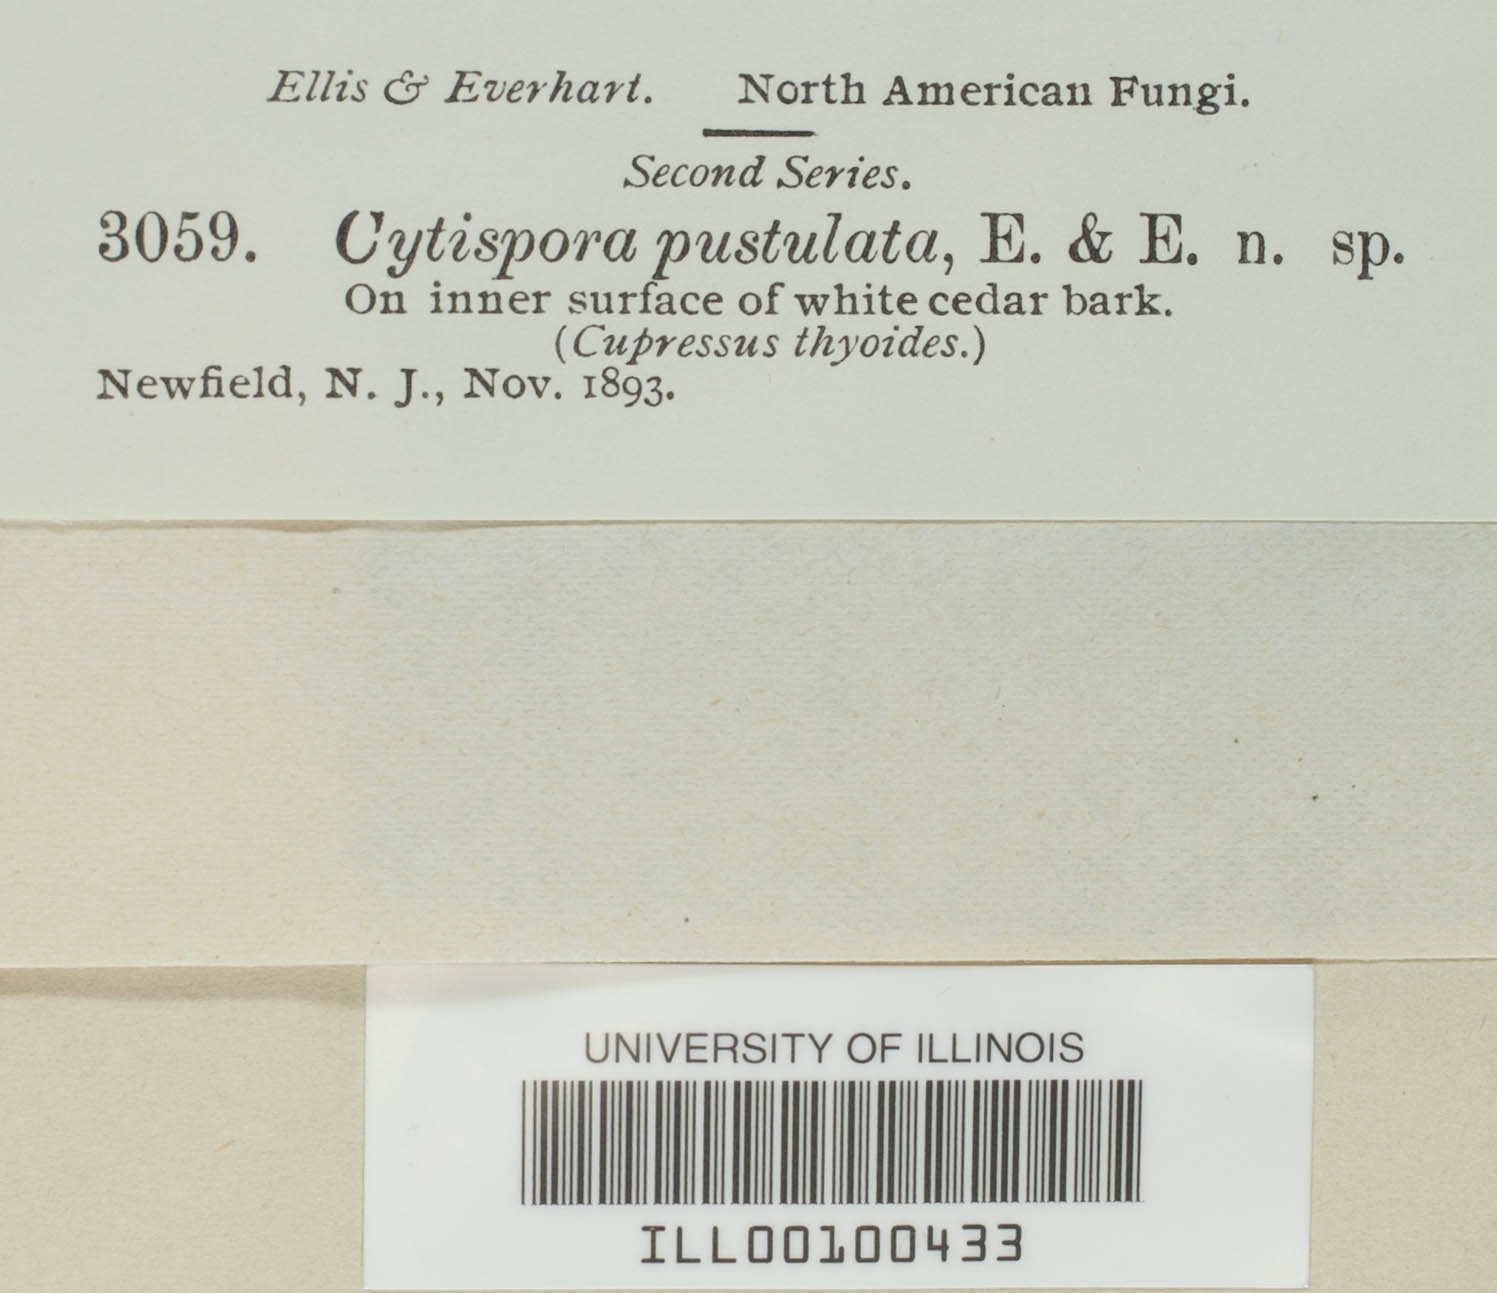 Ellis & Everhart. North American Fungi.
Second Series.
3059. Cytispora pustulata, E. & E. n. sp.
On inner surface of white cedar bark.
(Cupressus thyoides.)
Newfield, N. J., Nov. 1893.
UNIVERSITY OF ILLINOIS
ILL00100433